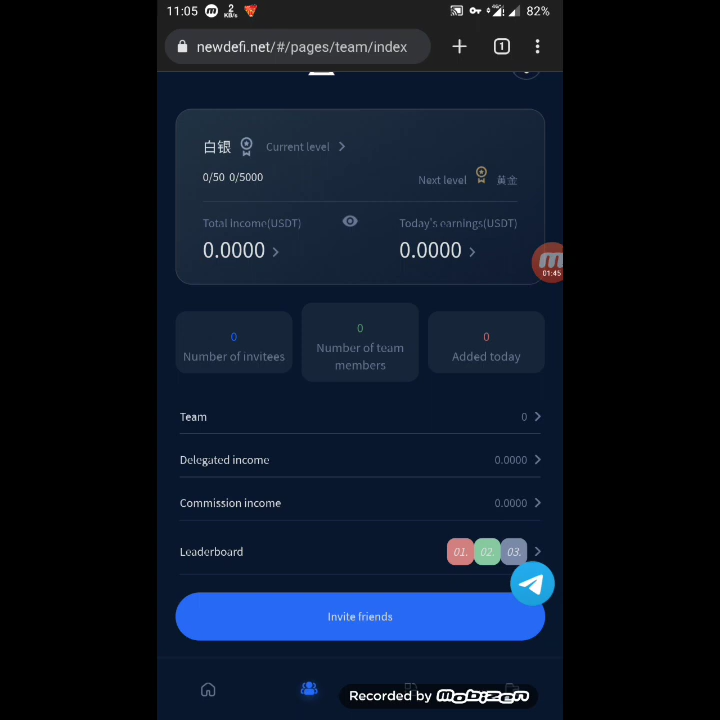 11:05 2 KB/s 82%
newdefi.net/#/pages/team/index 1
白银 Current level
0/50 0/5000
Next level 黄金
Total Income(USDT) Today's earnings(USDT)
0.0000 0.0000
01:45
0 0 0
Number of invitees Number of team members Added today
Team 0
Delegated income 0.0000
Commission income 0.0000
Leaderboard 01. 02. 03.
Invite friends
Recorded by mobizen